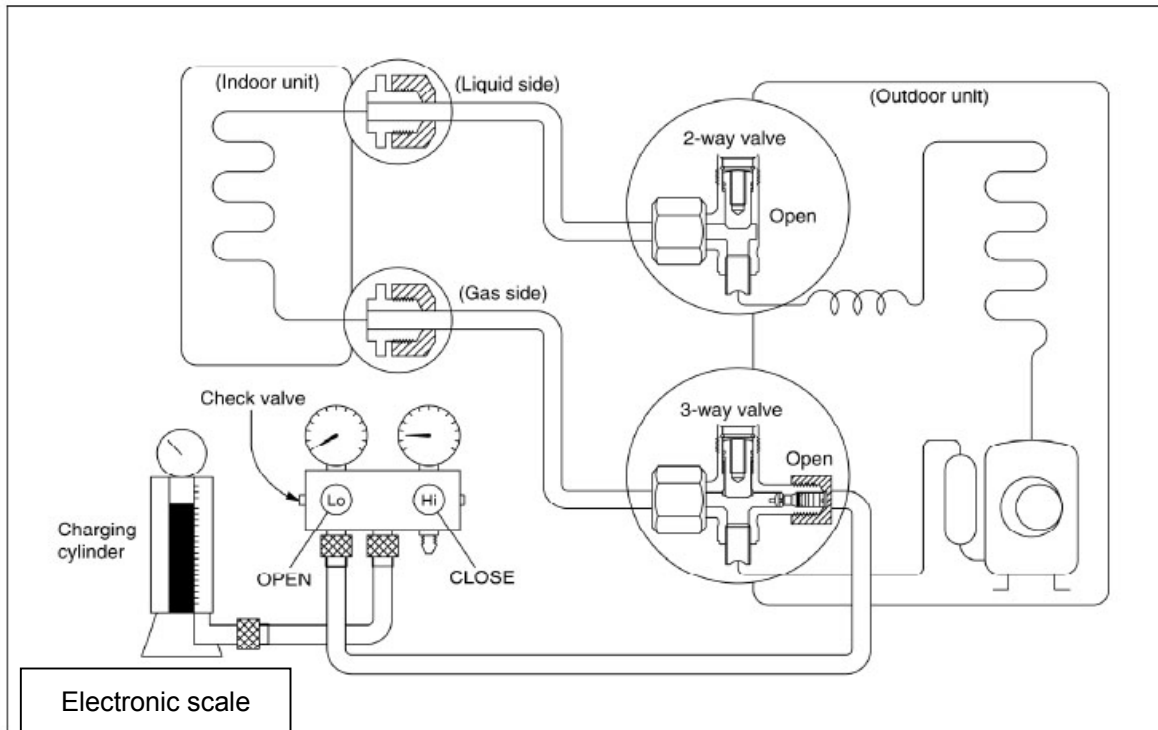 (Indoor unit)
(Liquid side)
(Outdoor unit)
2-way valve
Open
(Gas side)
Check valve
3-way valve
Open
Lo
Hi
Charging
cylinder
OPEN
CLOSE
Electronic scale